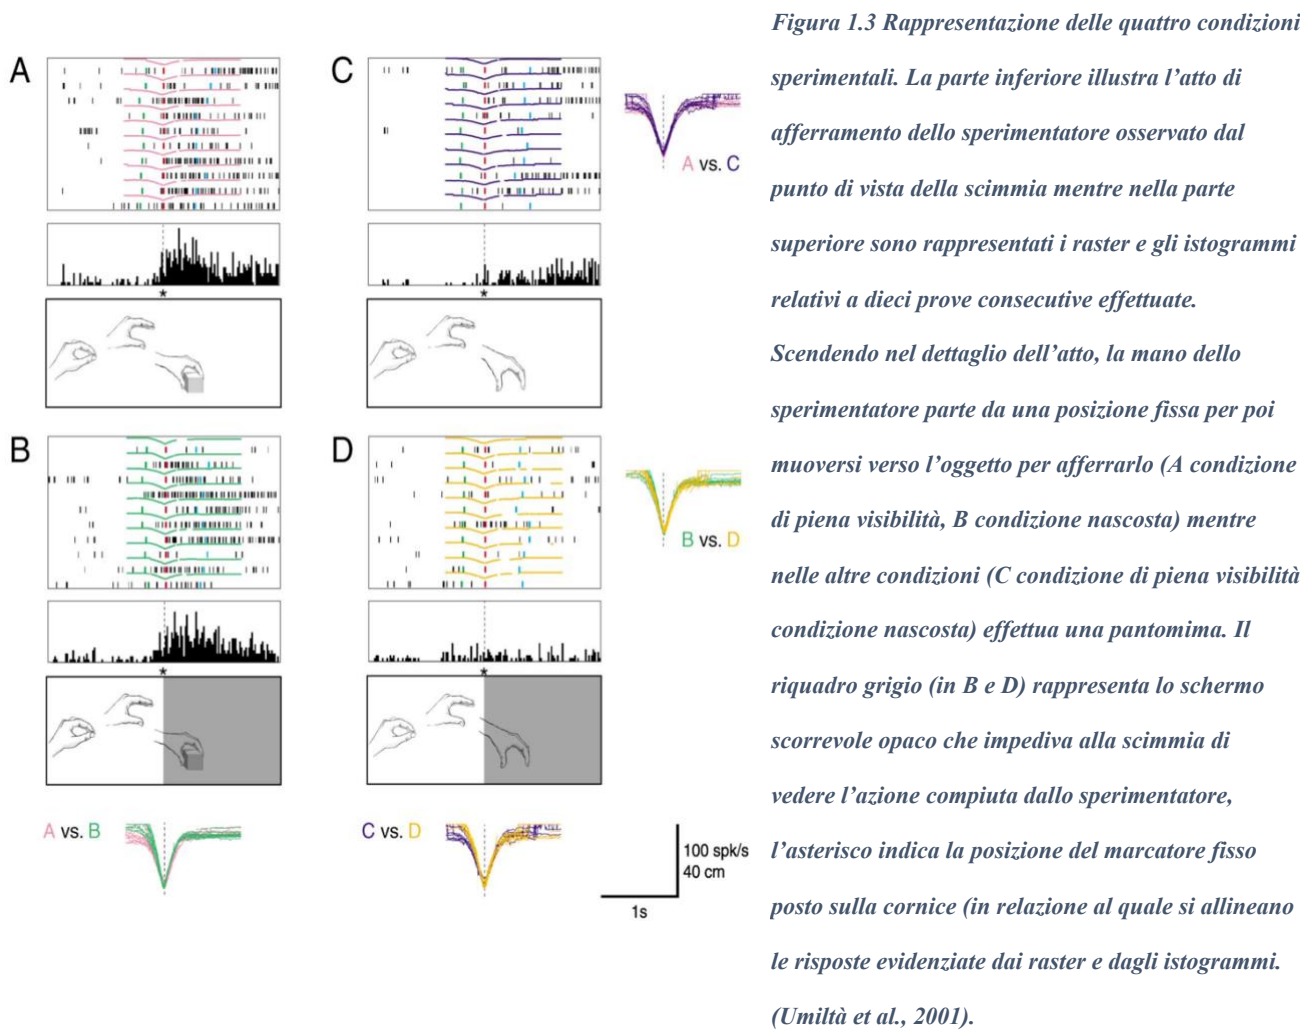 A
*
B
*
A vs. B
C
*
D
*
C vs. D
A vs. C
B vs. D
100 spk/s
40 cm
1s
Figura 1.3 Rappresentazione delle quattro condizioni
sperimentali. La parte inferiore illustra l’atto di
afferramento dello sperimentatore osservato dal
punto di vista della scimmia mentre nella parte
superiore sono rappresentati i raster e gli istogrammi
relativi a dieci prove consecutive effettuate.
Scendendo nel dettaglio dell’atto, la mano dello
sperimentatore parte da una posizione fissa per poi
muoversi verso l’oggetto per afferrarlo (A condizione
di piena visibilità, B condizione nascosta) mentre
nelle altre condizioni (C condizione di piena visibilità
condizione nascosta) effettua una pantomima. Il
riquadro grigio (in B e D) rappresenta lo schermo
scorrevole opaco che impediva alla scimmia di
vedere l’azione compiuta dallo sperimentatore,
l’asterisco indica la posizione del marcatore fisso
posto sulla cornice (in relazione al quale si allineano
le risposte evidenziate dai raster e dagli istogrammi.
(Umiltà et al., 2001).